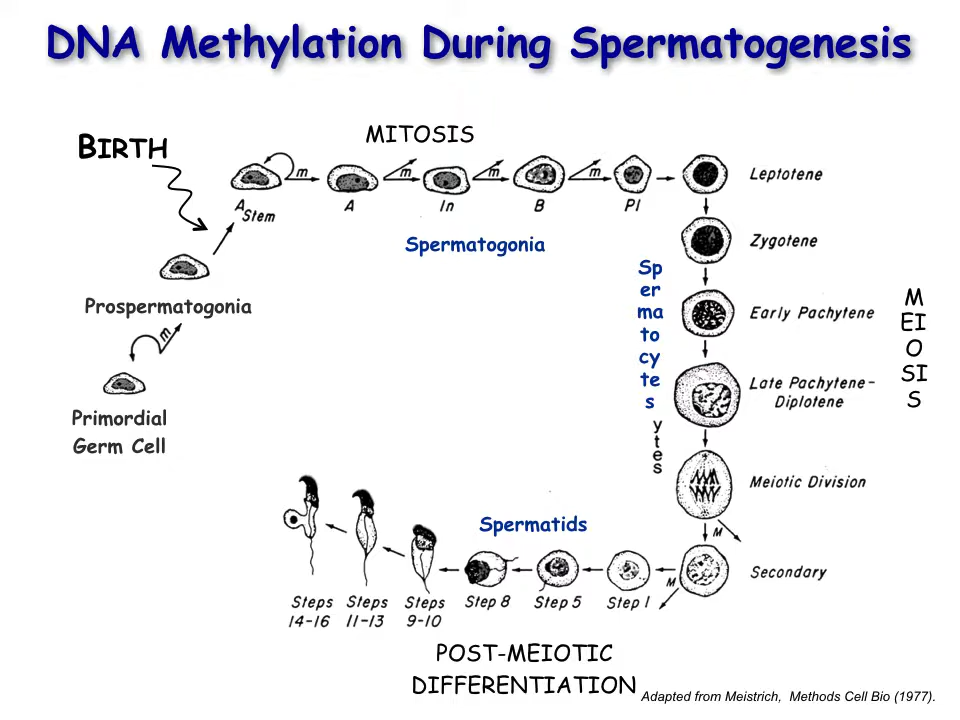 DNA Methylation During Spermatogenesis
BIRTH
MITOSIS
m
m
m
m
m
A Stem
A
In
B
Pl
Leptotene
Spermatogonia
Zygotene
Prospermatogonia
m
Primordial
Germ Cell
Sp
er
ma
to
cy
te
s
y
t
e
s
Early Pachytene
Late Pachytene-
Diplotene
Meiotic Division
M
Secondary
M
M
EI
O
SI
S
Spermatids
Steps
14-16
Steps
11-13
Steps
9-10
Step 8
Step 5
Step 1
POST-MEIOTIC
DIFFERENTIATION
Adapted from Meistrich, Methods Cell Bio (1977).